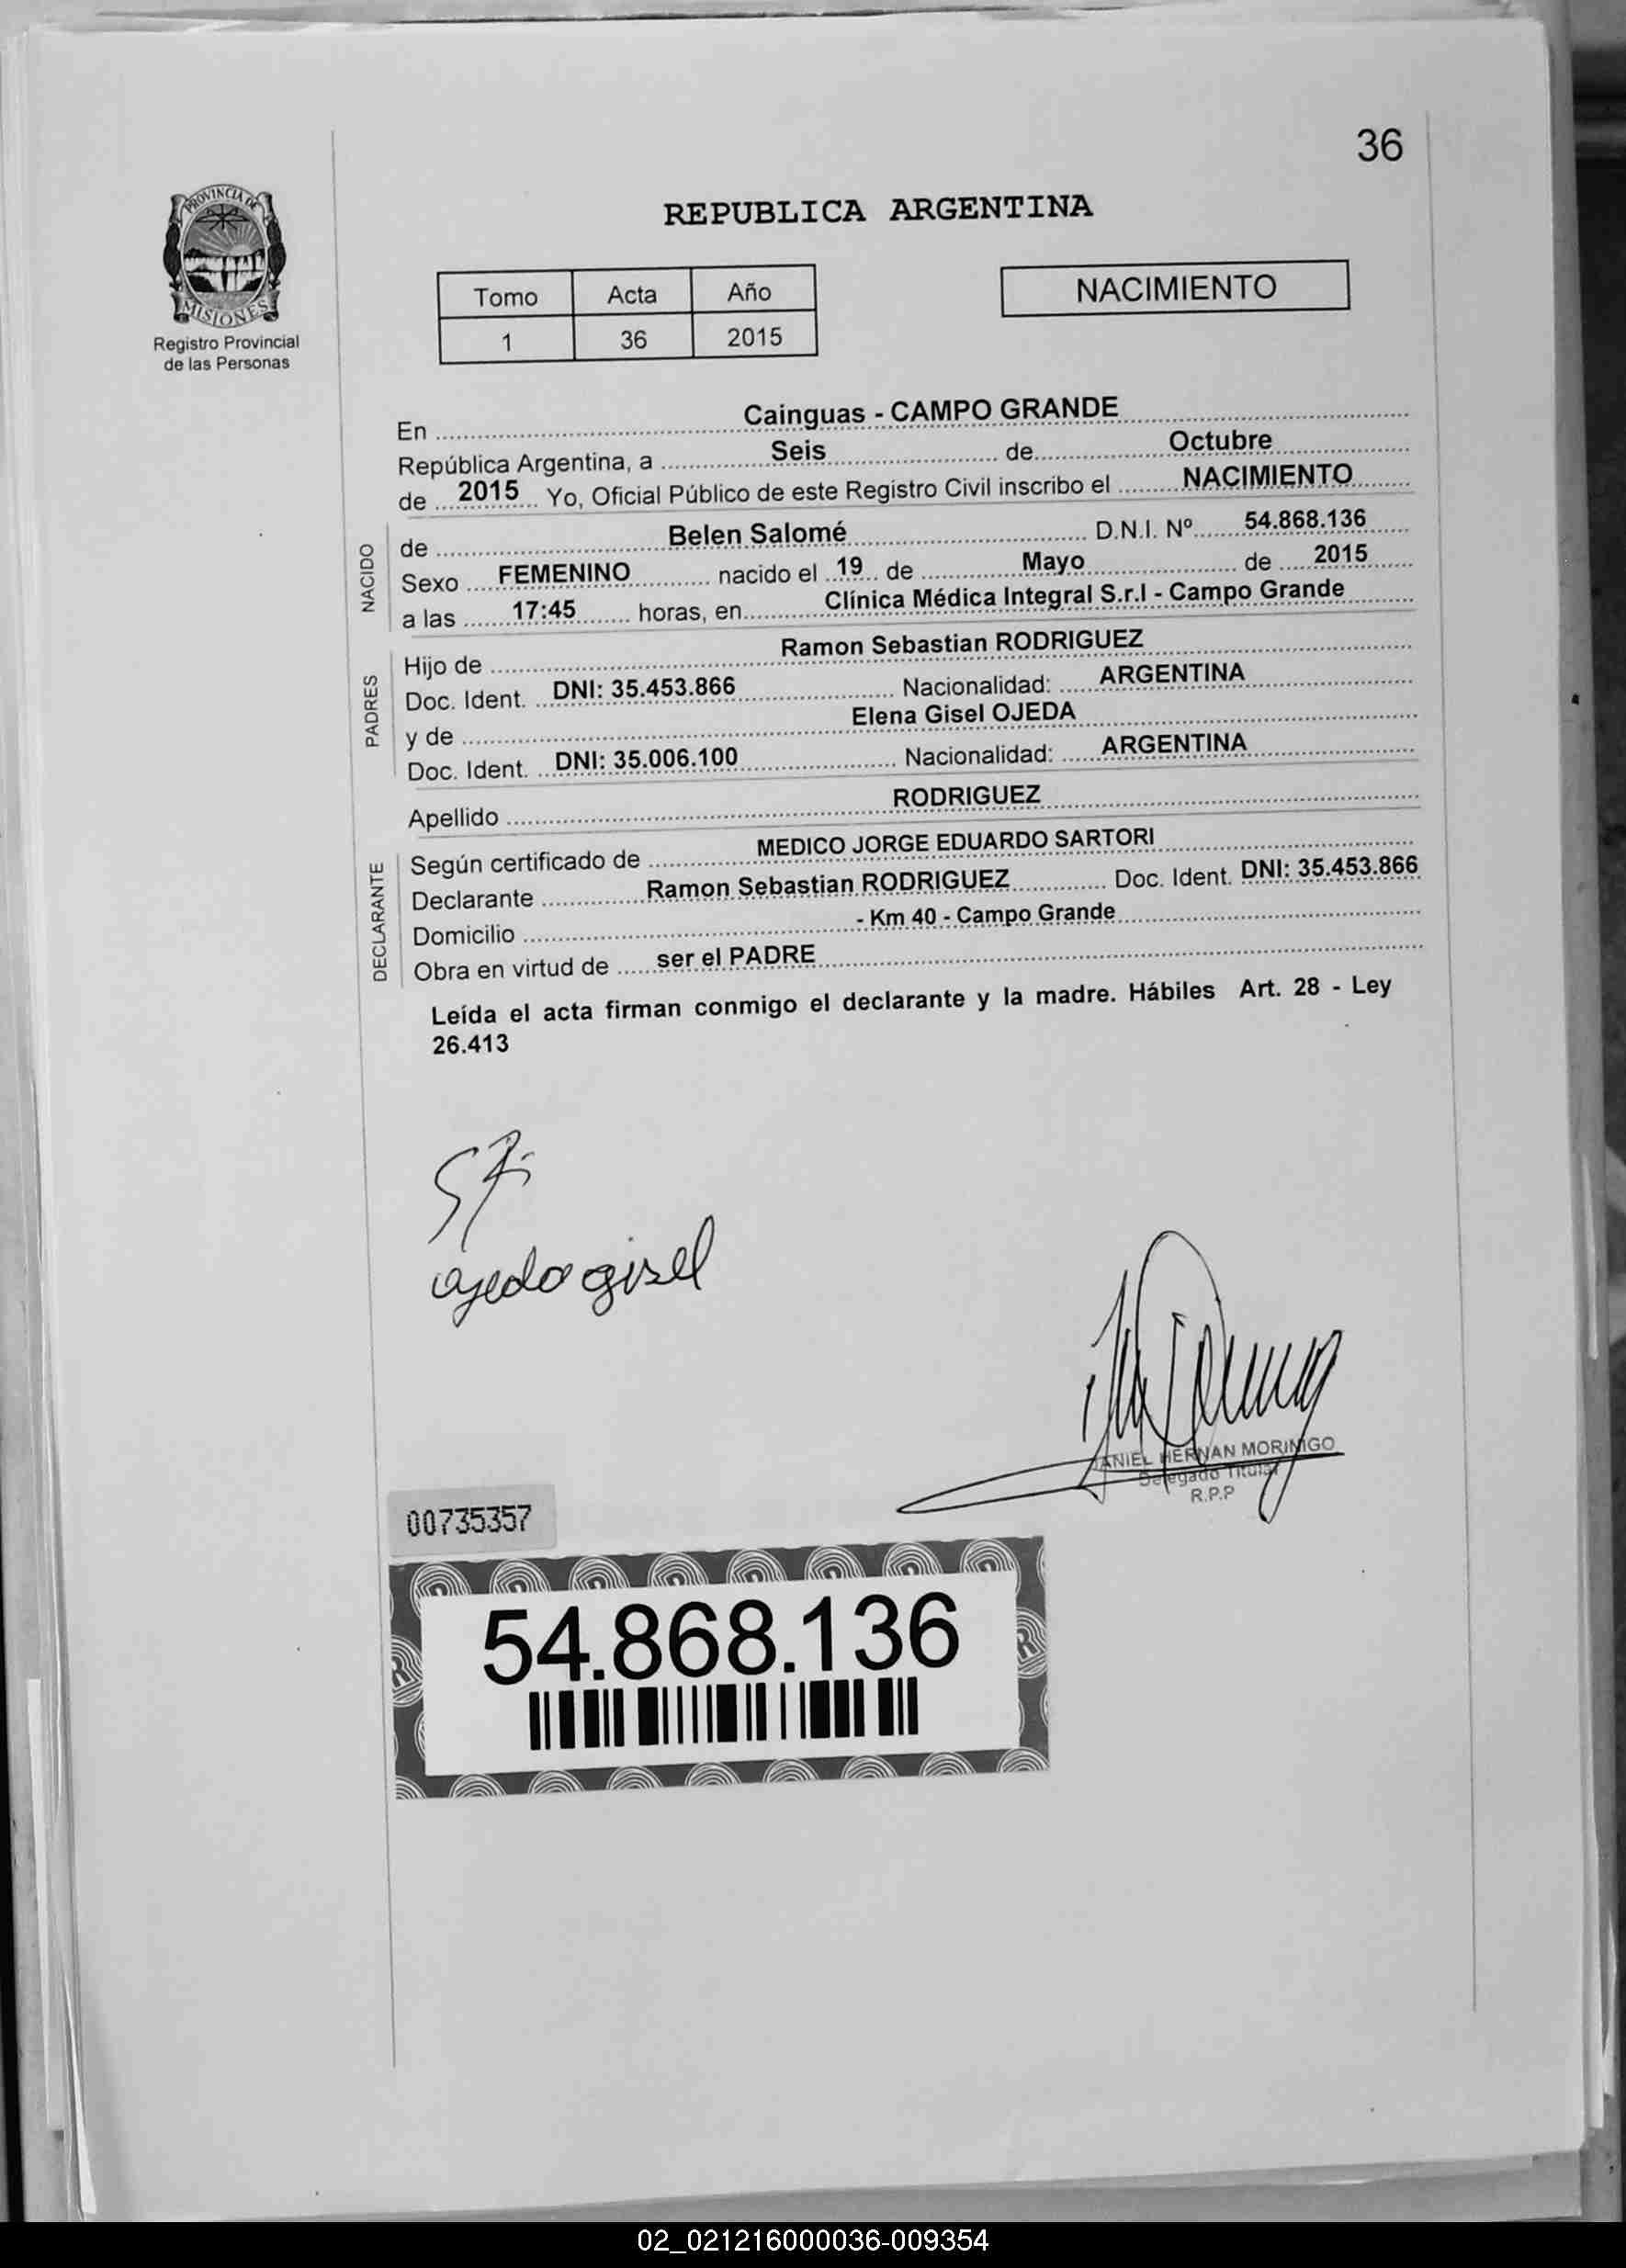 36
PROVINCIA DE
MISIONES
Registro Provincial
de las Personas
REPUBLICA ARGENTINA
Tomo Acta Año
1 36 2015
NACIMIENTO
En Cainguas - CAMPO GRANDE
República Argentina, a Seis de Octubre
de 2015 Yo, Oficial Público de este Registro Civil inscribo el NACIMIENTO
NACIDO
de Belen Salomé D.N.I. Nº 54.868.136
Sexo FEMENINO nacido el 19 de Mayo de 2015
a las 17:45 horas, en Clínica Médica Integral S.r.l - Campo Grande
PADRES
Hijo de Ramon Sebastian RODRIGUEZ
Doc. Ident. DNI: 35.453.866 Nacionalidad: ARGENTINA
y de Elena Gisel OJEDA
Doc. Ident. DNI: 35.006.100 Nacionalidad: ARGENTINA
Apellido RODRIGUEZ
DECLARANTE
Según certificado de MEDICO JORGE EDUARDO SARTORI
Declarante Ramon Sebastian RODRIGUEZ Doc. Ident. DNI: 35.453.866
Domicilio - Km 40 - Campo Grande
Obra en virtud de ser el PADRE
Leída el acta firman conmigo el declarante y la madre. Hábiles Art. 28 - Ley
26.413
ojeda gisel
HERNAN MORINIGO
Delegado Titular
R.P.P
00735357
54.868.136
02_021216000036-009354